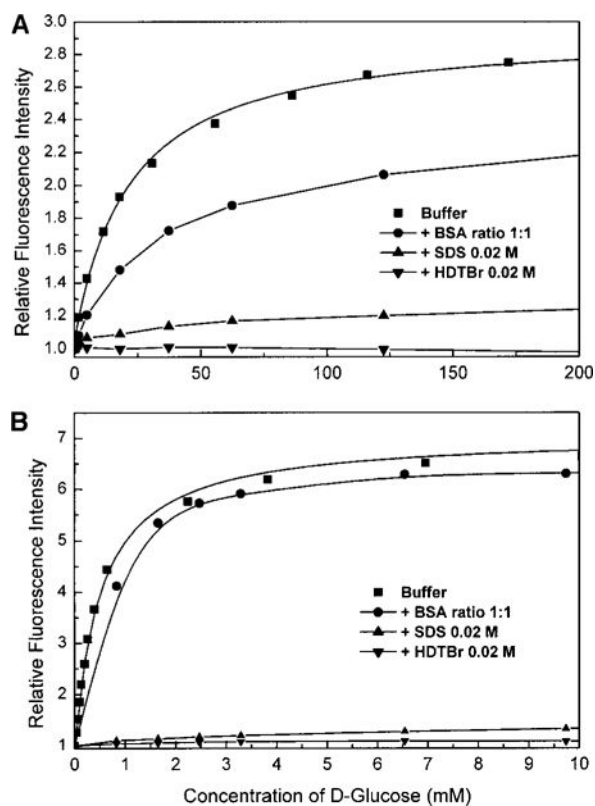 A
Relative Fluorescence Intensity
3.0
2.8
2.6
2.4
2.2
2.0
1.8
1.6
1.4
1.2
1.0
Buffer
+ BSA ratio 1:1
+ SDS 0.02 M
+ HDTBr 0.02 M
0 50 100 150 200
B
Relative Fluorescence Intensity
7
6
5
4
3
2
1
Buffer
+ BSA ratio 1:1
+ SDS 0.02 M
+ HDTBr 0.02 M
0 1 2 3 4 5 6 7 8 9 10
Concentration of D-Glucose (mM)